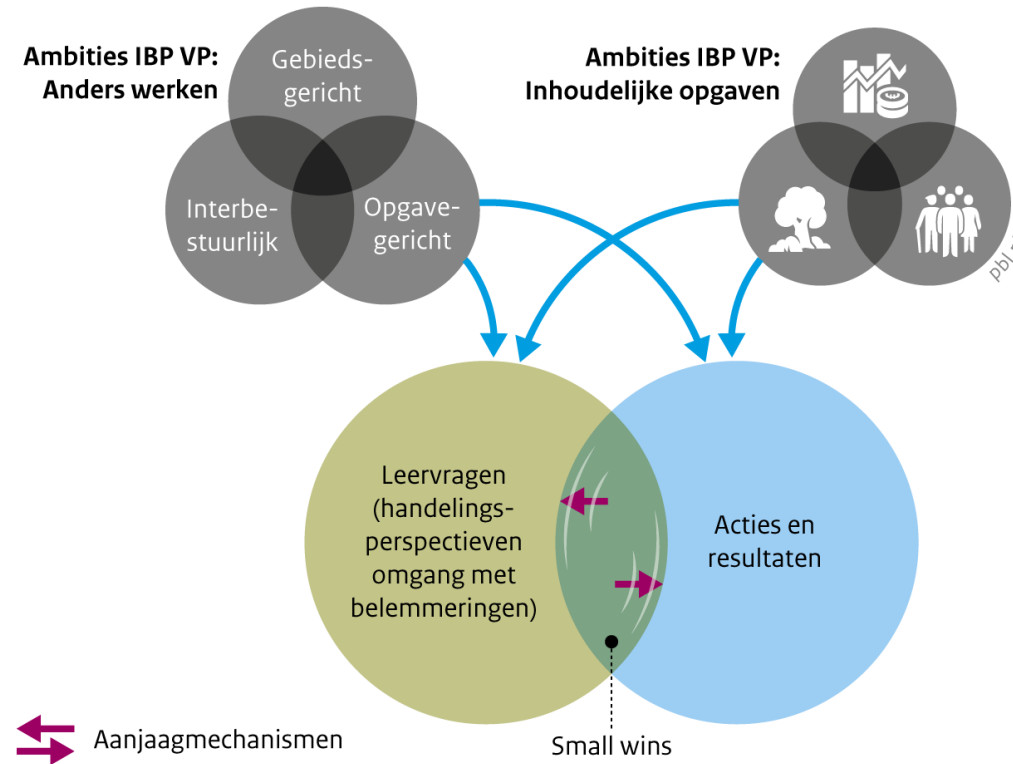 Ambities IBP VP:
Anders werken
Gebieds-
gericht
Interbe-
stuurlijk
Opgave-
gericht
Ambities IBP VP:
Inhoudelijke opgaven
pbl
Leervragen
(handelings-
perspectieven
omgang met
belemmeringen)
Acties en
resultaten
Small wins
Aanjaagmechanismen